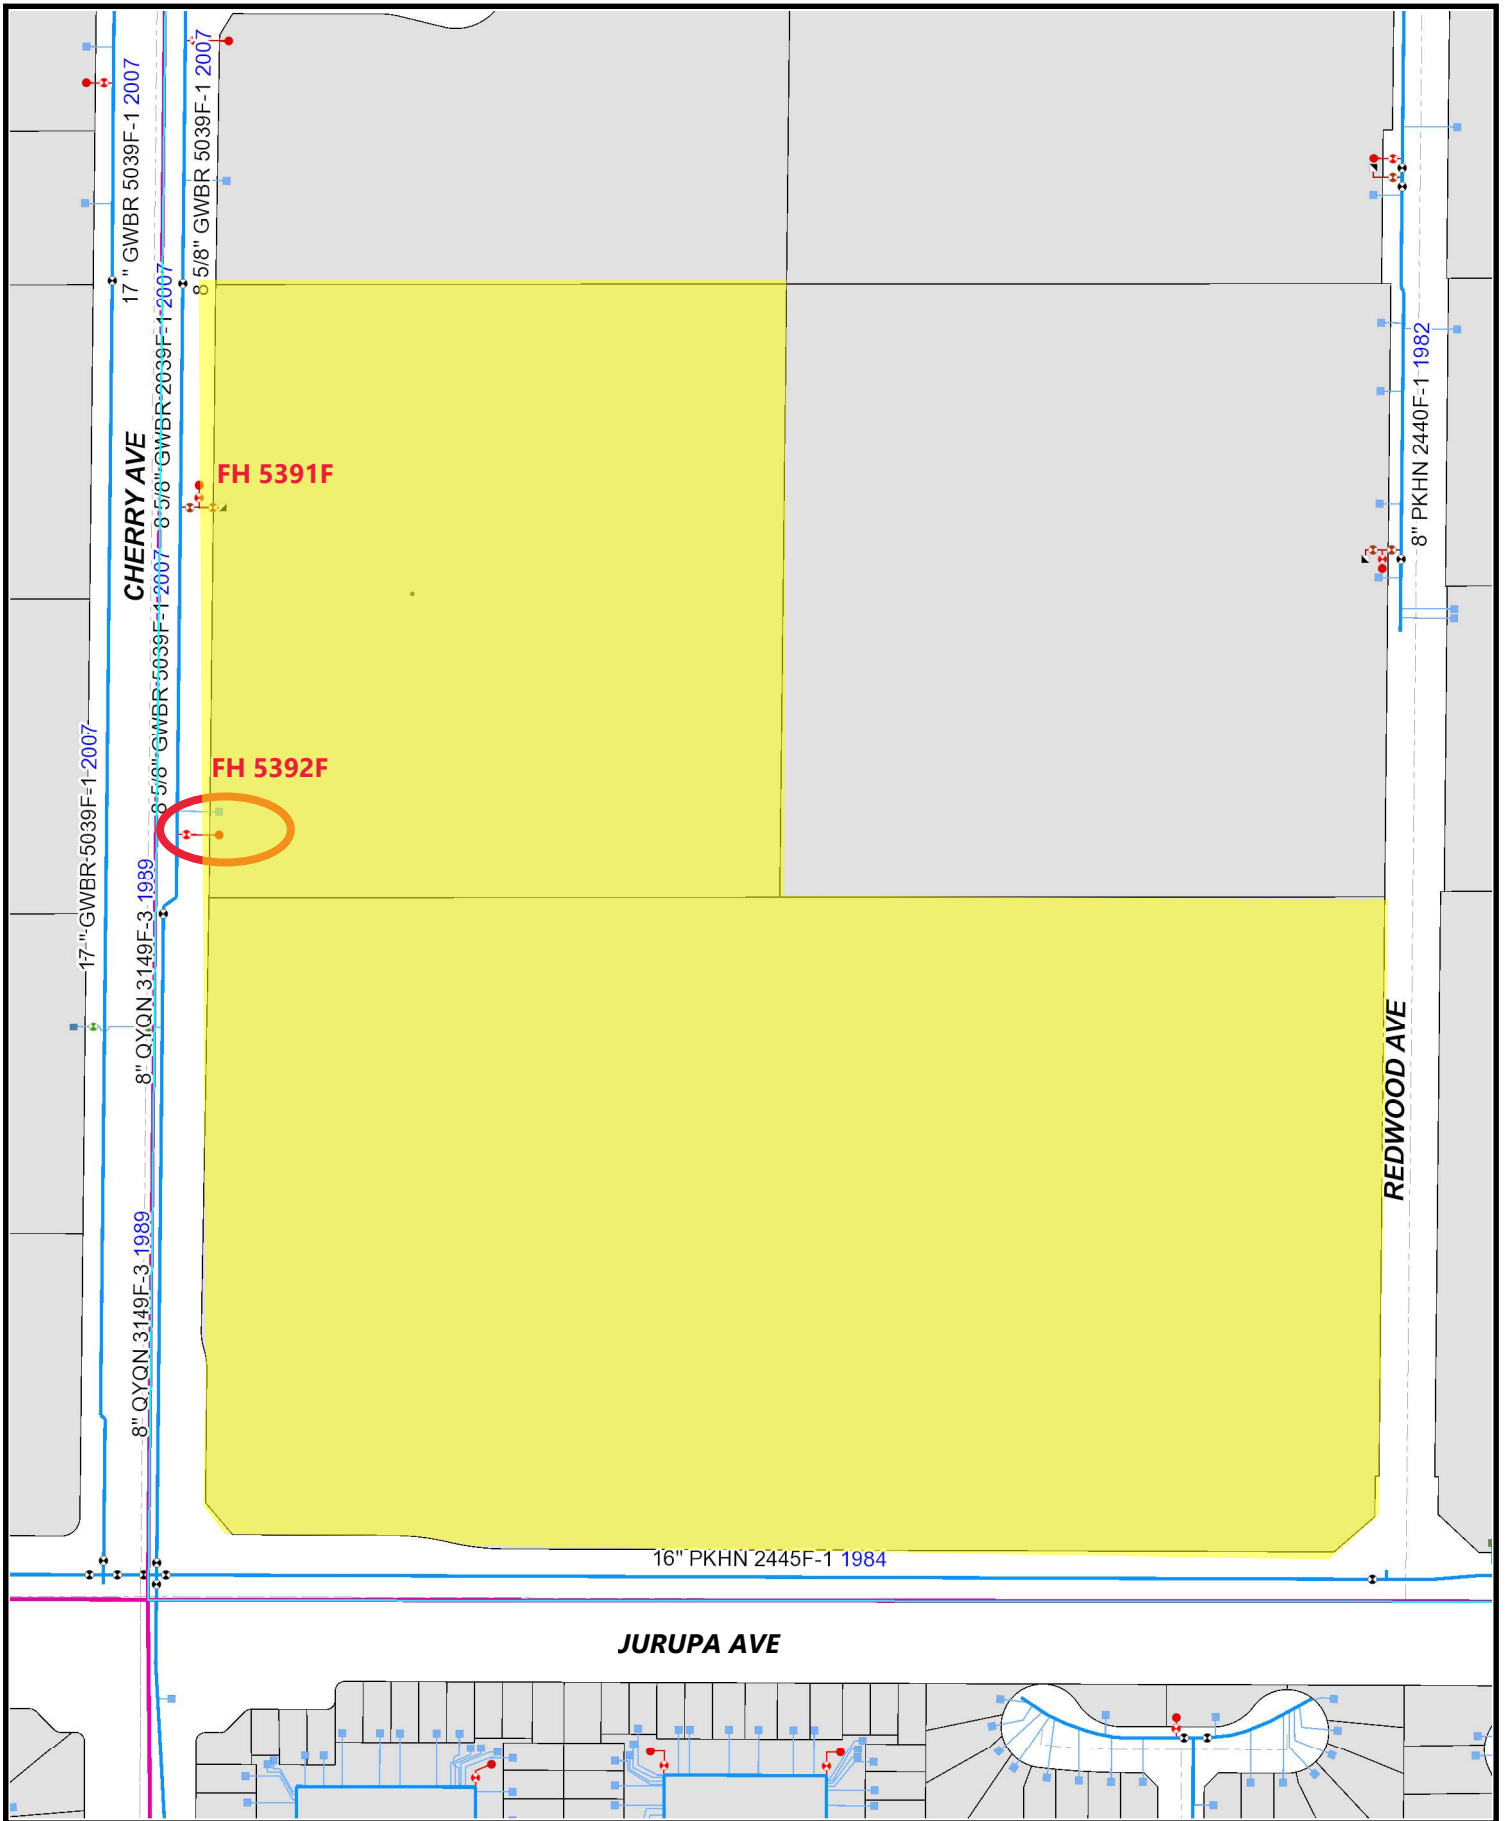 17 " GWBR 5039F-1 2007
8 5/8" GWBR 5039F-1 2007
8 5/8" GWBR 2039F-1 2007
8" PKHN 2440F-1 1982
CHERRY AVE
FH 5391F
8 5/8" GWBR 5039F-1 2007
17 " GWBR 5039F-1 2007
FH 5392F
8" QYQN 3149F-3 1989
REDWOOD AVE
8" QYQN 3149F-3 1989
16" PKHN 2445F-1 1984
JURUPA AVE